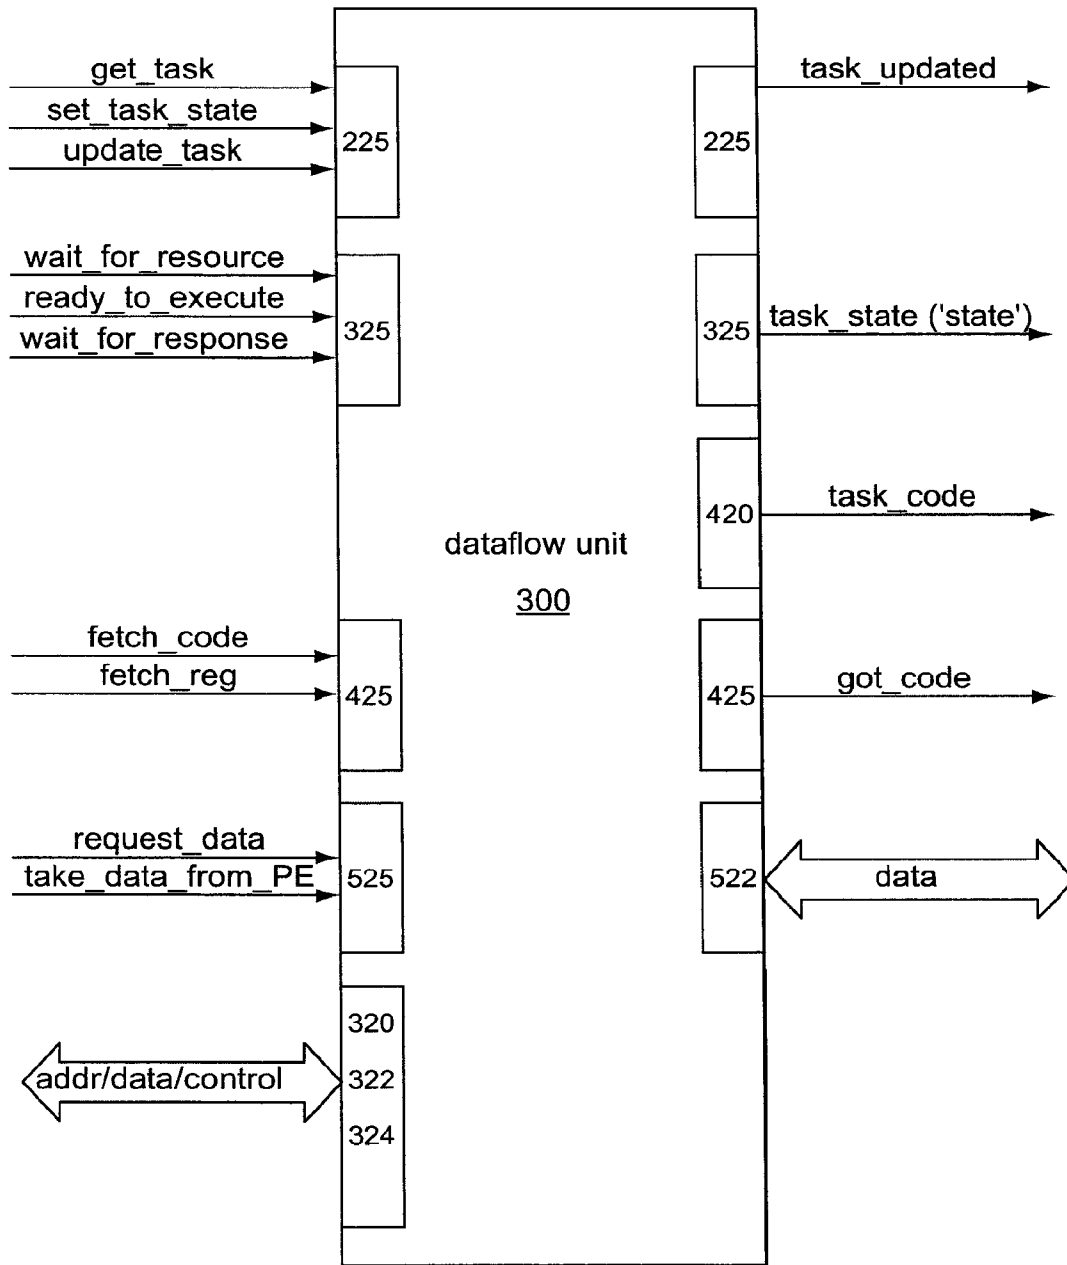 get_task
task_updated
set_task_state
update_task
225
225
wait_for_resource
ready_to_execute
wait_for_response
325
325
task_state ('state')
420
task_code
dataflow unit
300
fetch_code
fetch_reg
425
425
got_code
request_data
take_data_from_PE
525
522
data
320
addr/data/control
322
324